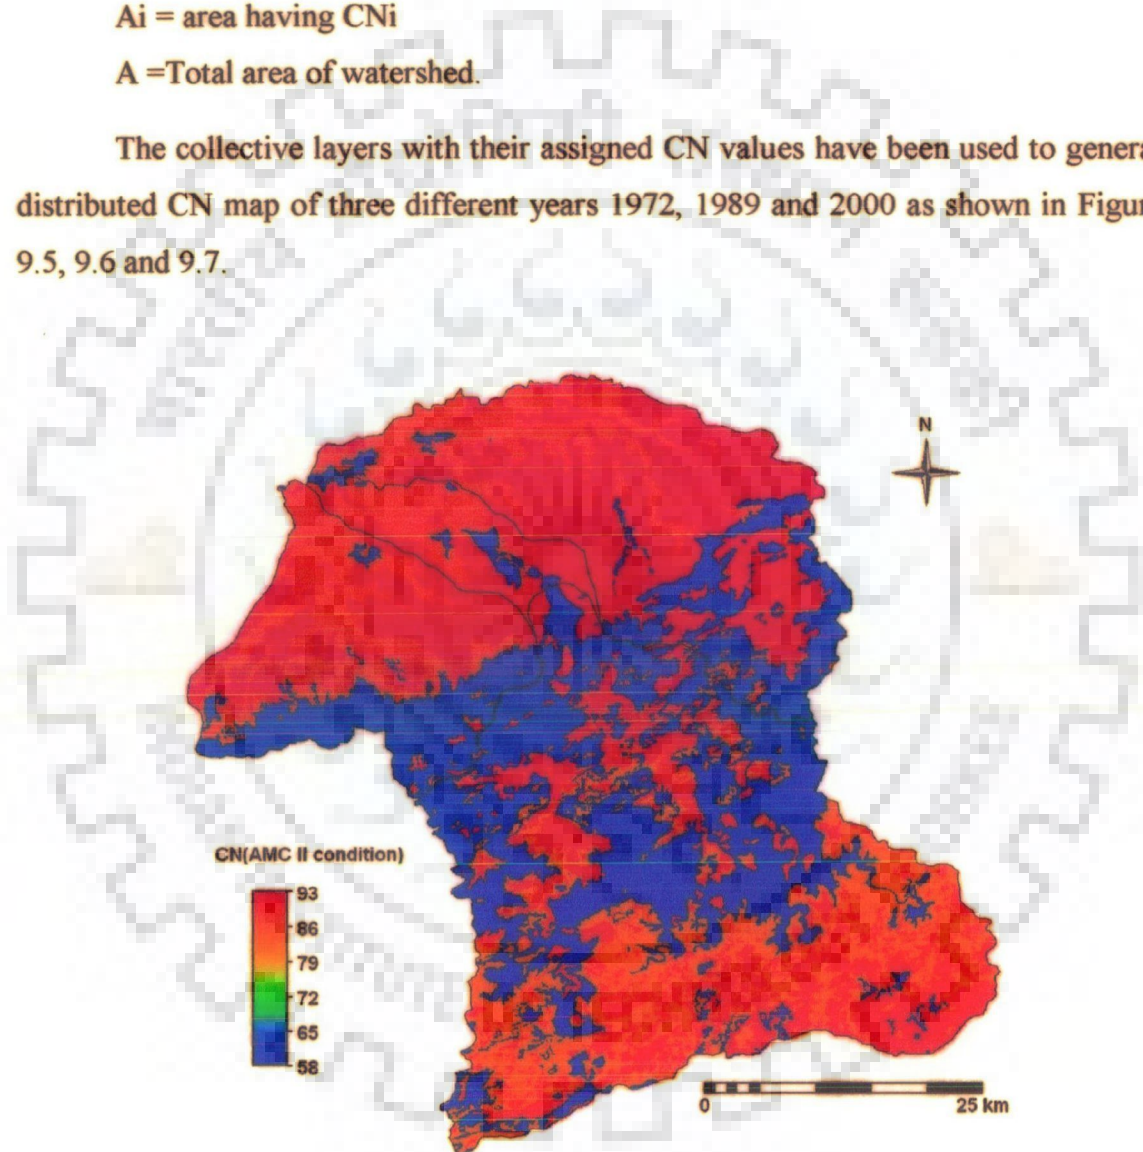 Ai = area having CNi
A =Total area of watershed.
The collective layers with their assigned CN values have been used to genera
distributed CN map of three different years 1972, 1989 and 2000 as shown in Figur
9.5, 9.6 and 9.7.
N
CN(AMC II condition)
93
86
79
72
65
58
0 25 km